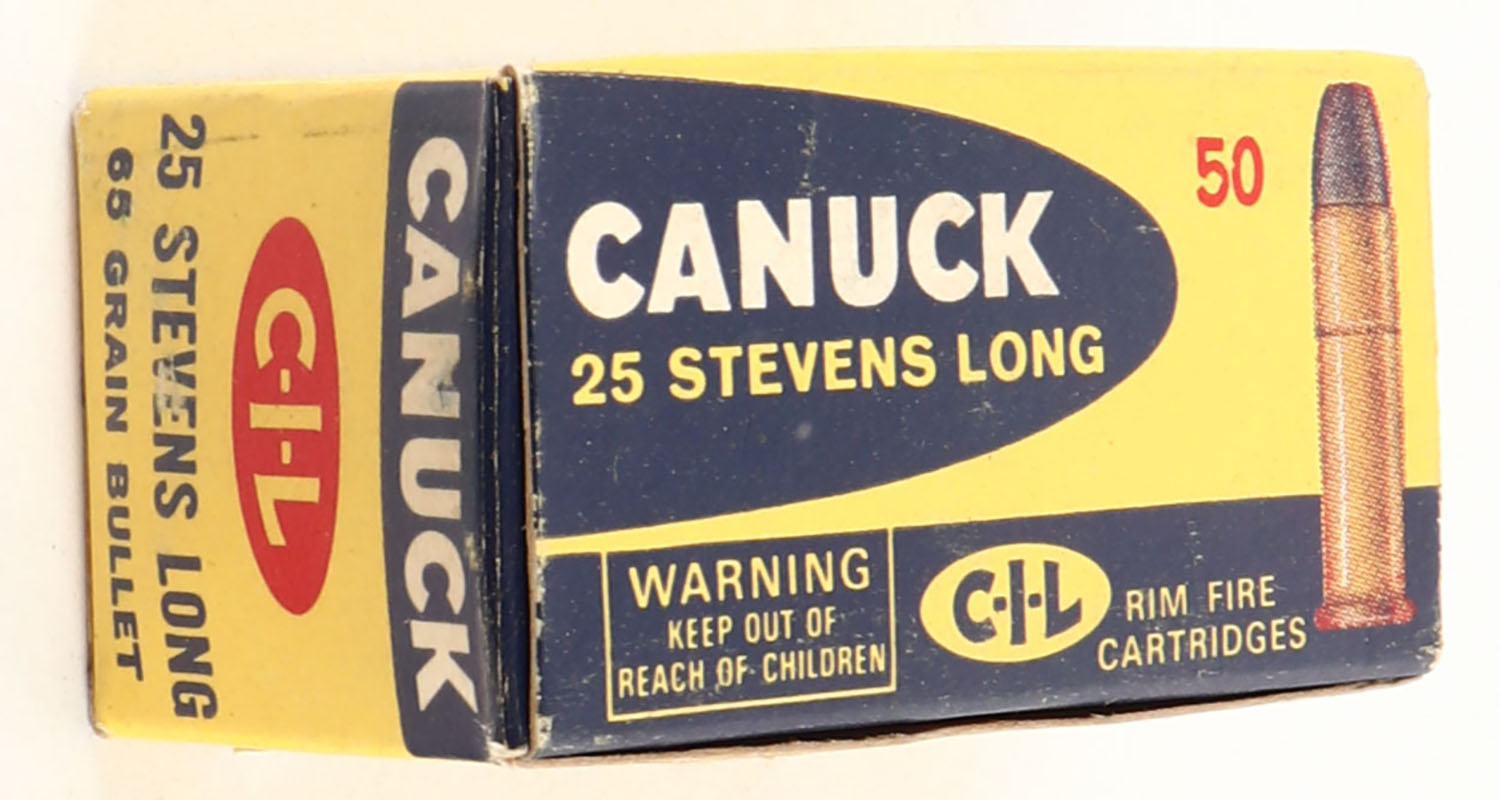 CANUCK
C-I-L
25 STEVENS LONG
65 GRAIN BULLET
CANUCK
25 STEVENS LONG
50
WARNING
KEEP OUT OF
REACH OF CHILDREN
C-I-L
RIM FIRE
CARTRIDGES